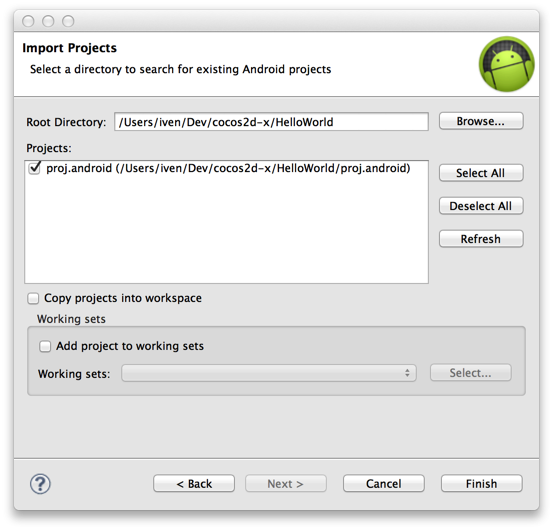 Import Projects
Select a directory to search for existing Android projects
Root Directory: /Users/iven/Dev/cocos2d-x/HelloWorld Browse...
Projects:
proj.android (/Users/iven/Dev/cocos2d-x/HelloWorld/proj.android)
Select All
Deselect All
Refresh
Copy projects into workspace
Working sets
Add project to working sets
Working sets: Select...
? < Back Next > Cancel Finish